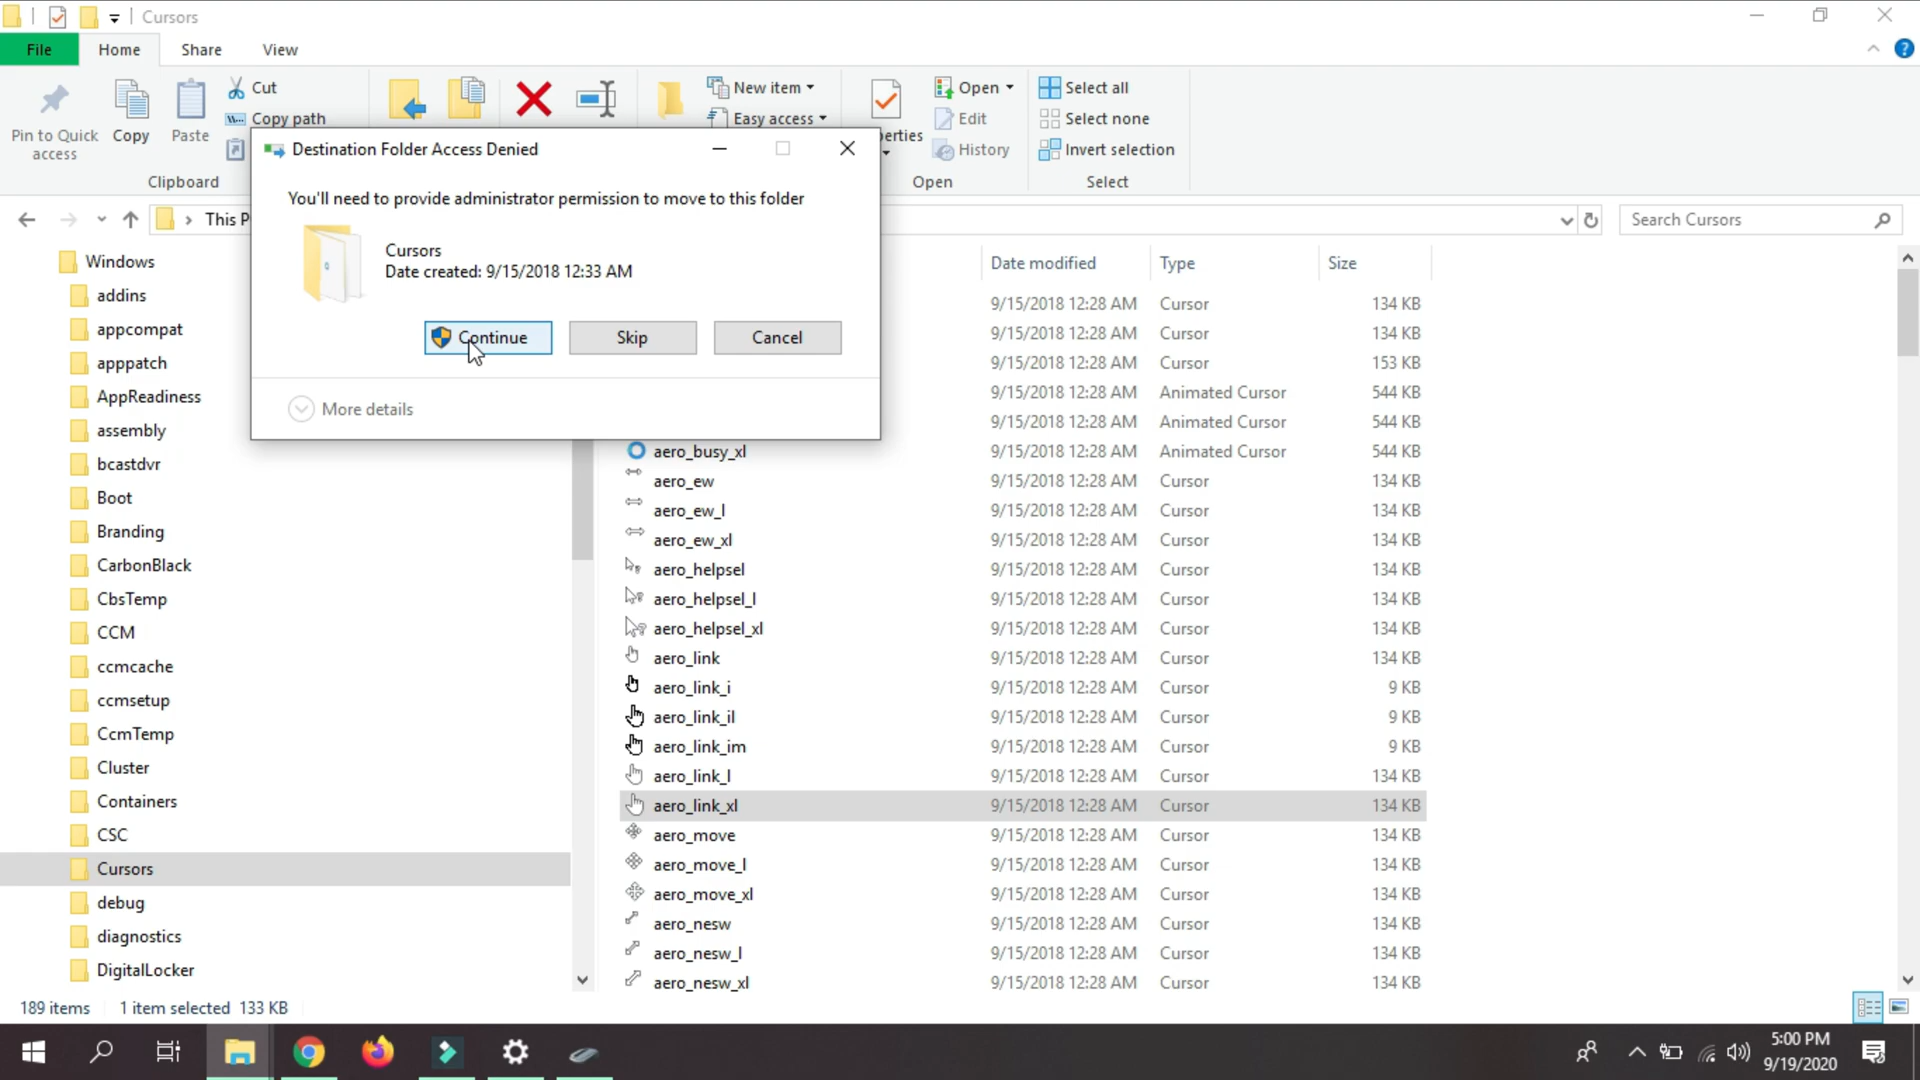 Cursors
File Home Share View
Pin to Quick
access
Copy
Paste
Cut
Copy path
Clipboard
New item
Easy access
erties
Open
Edit
History
Open
Select all
Select none
Invert selection
Select
Destination Folder Access Denied
You'll need to provide administrator permission to move to this folder
Cursors
Date created: 9/15/2018 12:33 AM
Continue Skip Cancel
More details
This P
Search Cursors
Windows
addins
appcompat
apppatch
AppReadiness
assembly
bcastdvr
Boot
Branding
CarbonBlack
CbsTemp
CCM
ccmcache
ccmsetup
CcmTemp
Cluster
Containers
CSC
Cursors
debug
diagnostics
DigitalLocker
Date modified Type Size
9/15/2018 12:28 AM Cursor 134 KB
9/15/2018 12:28 AM Cursor 134 KB
9/15/2018 12:28 AM Cursor 153 KB
9/15/2018 12:28 AM Animated Cursor 544 KB
9/15/2018 12:28 AM Animated Cursor 544 KB
aero_busy_xl 9/15/2018 12:28 AM Animated Cursor 544 KB
aero_ew 9/15/2018 12:28 AM Cursor 134 KB
aero_ew_l 9/15/2018 12:28 AM Cursor 134 KB
aero_ew_xl 9/15/2018 12:28 AM Cursor 134 KB
aero_helpsel 9/15/2018 12:28 AM Cursor 134 KB
aero_helpsel_l 9/15/2018 12:28 AM Cursor 134 KB
aero_helpsel_xl 9/15/2018 12:28 AM Cursor 134 KB
aero_link 9/15/2018 12:28 AM Cursor 134 KB
aero_link_i 9/15/2018 12:28 AM Cursor 9 KB
aero_link_il 9/15/2018 12:28 AM Cursor 9 KB
aero_link_im 9/15/2018 12:28 AM Cursor 9 KB
aero_link_l 9/15/2018 12:28 AM Cursor 134 KB
aero_link_xl 9/15/2018 12:28 AM Cursor 134 KB
aero_move 9/15/2018 12:28 AM Cursor 134 KB
aero_move_l 9/15/2018 12:28 AM Cursor 134 KB
aero_move_xl 9/15/2018 12:28 AM Cursor 134 KB
aero_nesw 9/15/2018 12:28 AM Cursor 134 KB
aero_nesw_l 9/15/2018 12:28 AM Cursor 134 KB
aero_nesw_xl 9/15/2018 12:28 AM Cursor 134 KB
189 items 1 item selected 133 KB
5:00 PM
9/19/2020